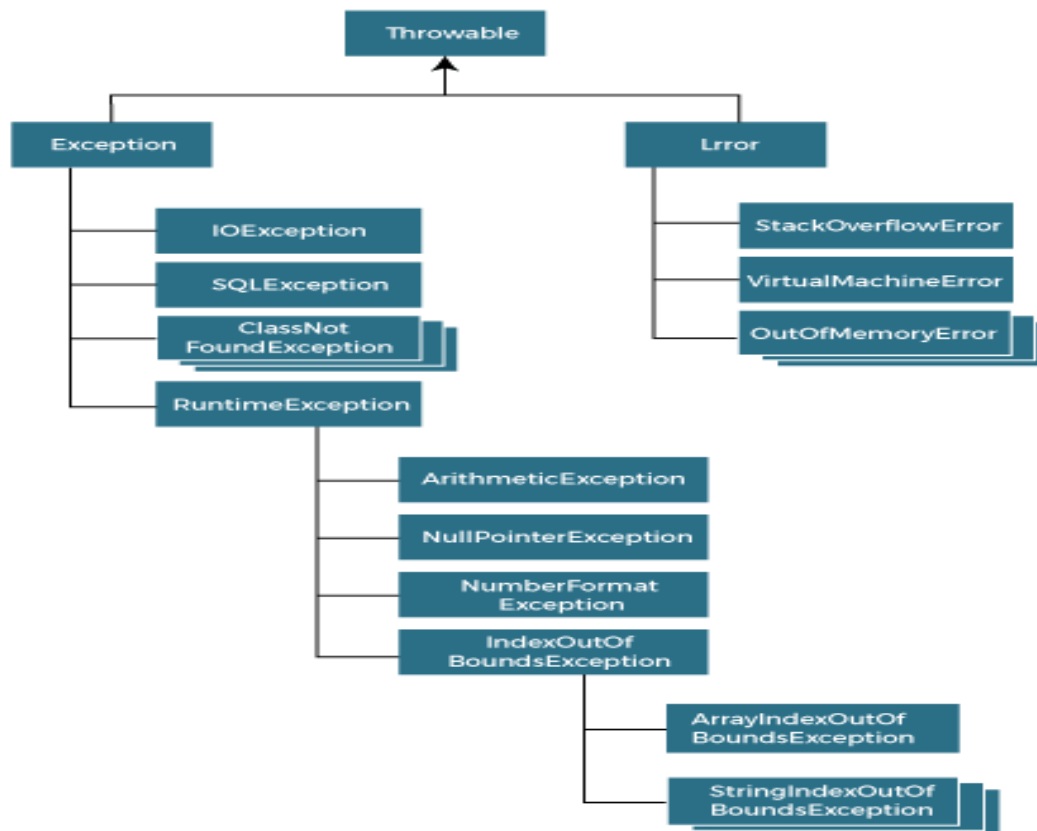 Throwable
Exception
Lrror
IOException
SQLException
ClassNot
FoundException
RuntimeException
StackOverflowError
VirtualMachineError
OutOfMemoryError
ArithmeticException
NullPointerException
NumberFormat
Exception
IndexOutOf
BoundsException
ArrayIndexOutOf
BoundsException
StringIndexOutOf
BoundsException